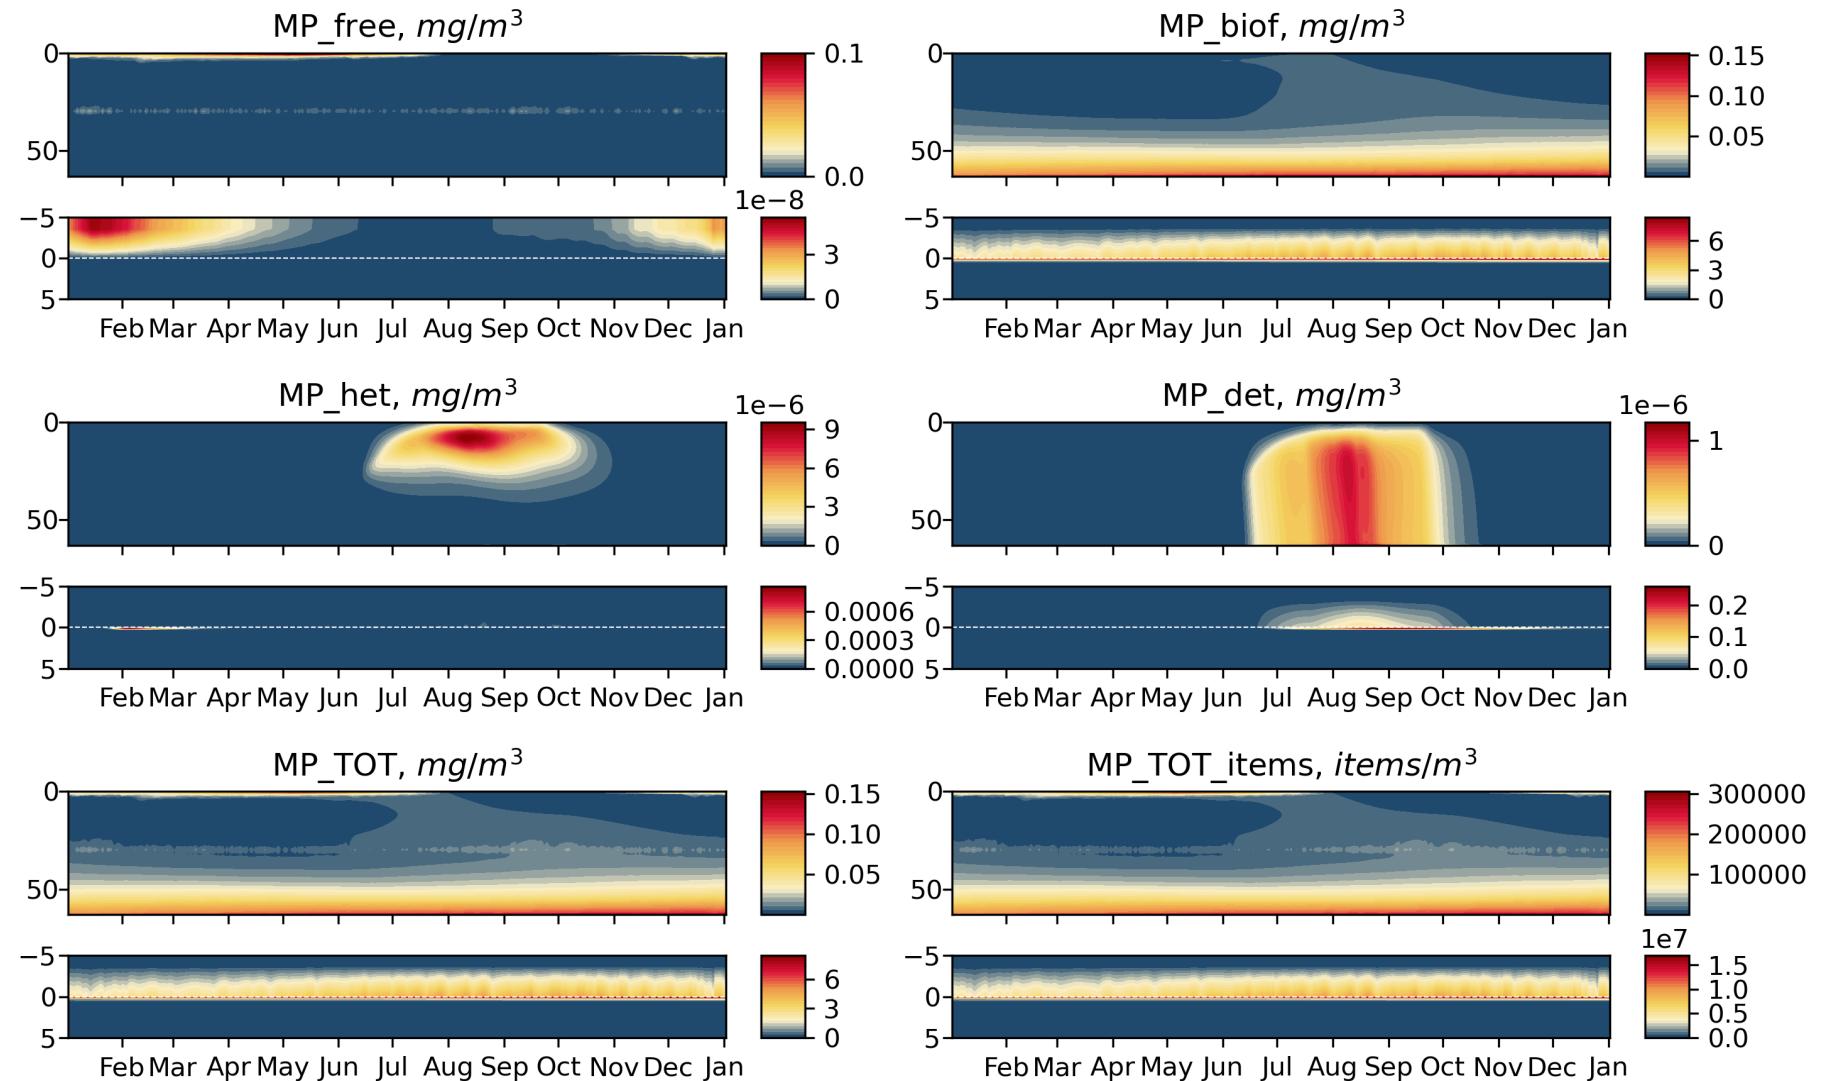 MP_free, mg/m³ MP_biof, mg/m³
0 0.1 0 0.15
0.10
0.05
50 0.0 50
1e−8
−5 3 −5 6
0 0 3
5 0 5 0
Feb Mar Apr May Jun Jul Aug Sep Oct Nov Dec Jan Feb Mar Apr May Jun Jul Aug Sep Oct Nov Dec Jan
MP_het, mg/m³ MP_det, mg/m³
1e−6 1e−6
0 9 0 1
6
50 3 50
0 0
−5 0.0006 −5 0.2
0 0.0003 0 0.1
5 0.0000 5 0.0
Feb Mar Apr May Jun Jul Aug Sep Oct Nov Dec Jan Feb Mar Apr May Jun Jul Aug Sep Oct Nov Dec Jan
MP_TOT, mg/m³ MP_TOT_items, items/m³
0 0.15 0 300000
0.10 200000
50 0.05 50 100000
1e7
−5 6 −5 1.5
0 3 0 1.0
0.5
5 0 5 0.0
Feb Mar Apr May Jun Jul Aug Sep Oct Nov Dec Jan Feb Mar Apr May Jun Jul Aug Sep Oct Nov Dec Jan